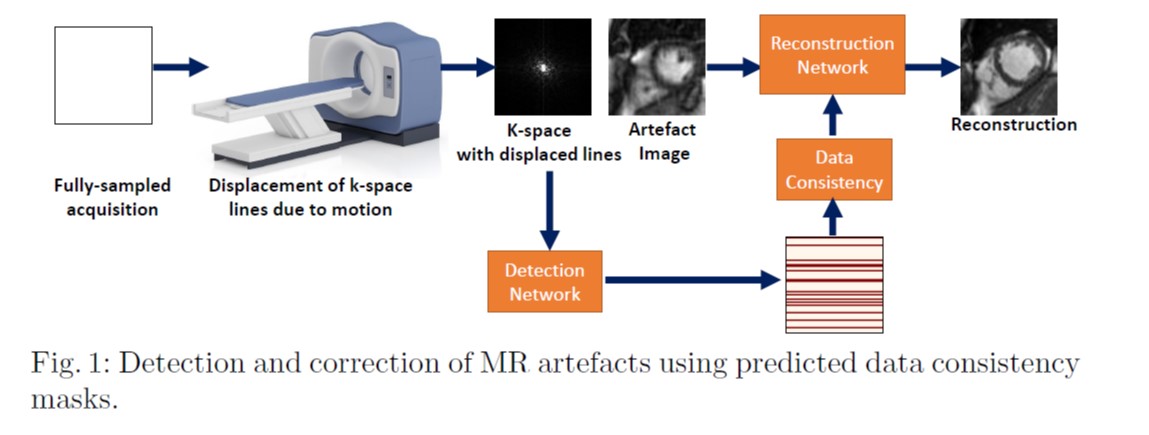 Fully-sampled
acquisition
Displacement of k-space
lines due to motion
K-space
with displaced lines
Artefact
Image
Reconstruction
Network
Reconstruction
Data
Consistency
Detection
Network
Fig. 1: Detection and correction of MR artefacts using predicted data consistency
masks.